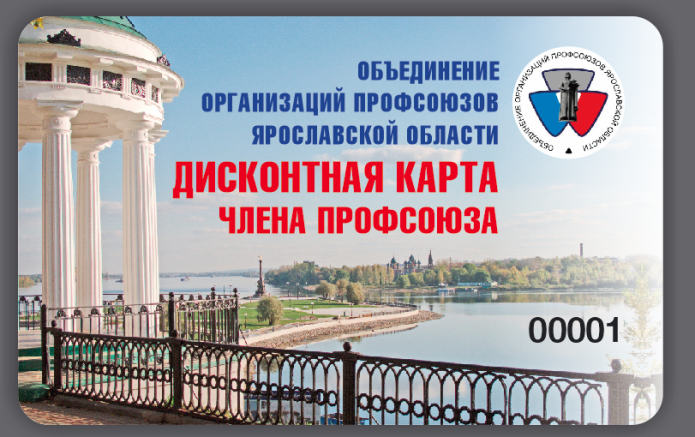 ОБЪЕДИНЕНИЕ
ОРГАНИЗАЦИЙ ПРОФСОЮЗОВ
ЯРОСЛАВСКОЙ ОБЛАСТИ
ДИСКОНТНАЯ КАРТА
ЧЛЕНА ПРОФСОЮЗА
ОБЪЕДИНЕНИЕ ОРГАНИЗАЦИЙ ПРОФСОЮЗОВ ЯРОСЛАВСКОЙ ОБЛАСТИ
00001